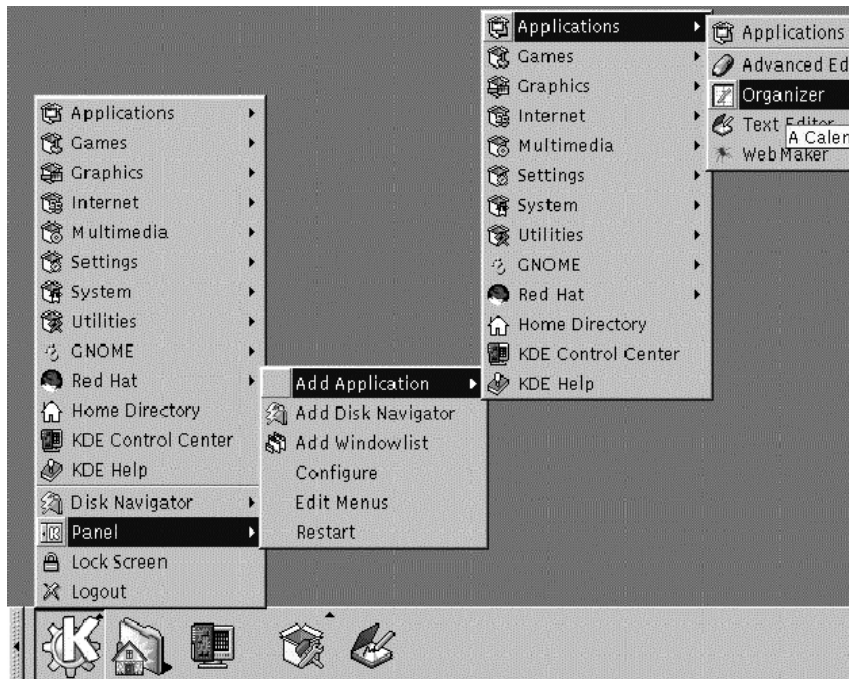 Applications
Games
Graphics
Internet
Multimedia
Settings
System
Utilities
GNOME
Red Hat
Home Directory
KDE Control Center
KDE Help
Disk Navigator
Panel
Lock Screen
Logout
Add Application
Add Disk Navigator
Add Windowlist
Configure
Edit Menus
Restart
Applications
Games
Graphics
Internet
Multimedia
Settings
System
Utilities
GNOME
Red Hat
Home Directory
KDE Control Center
KDE Help
Applications
Advanced Ed
Organizer
Text Editor
A Calen
WebMaker
K